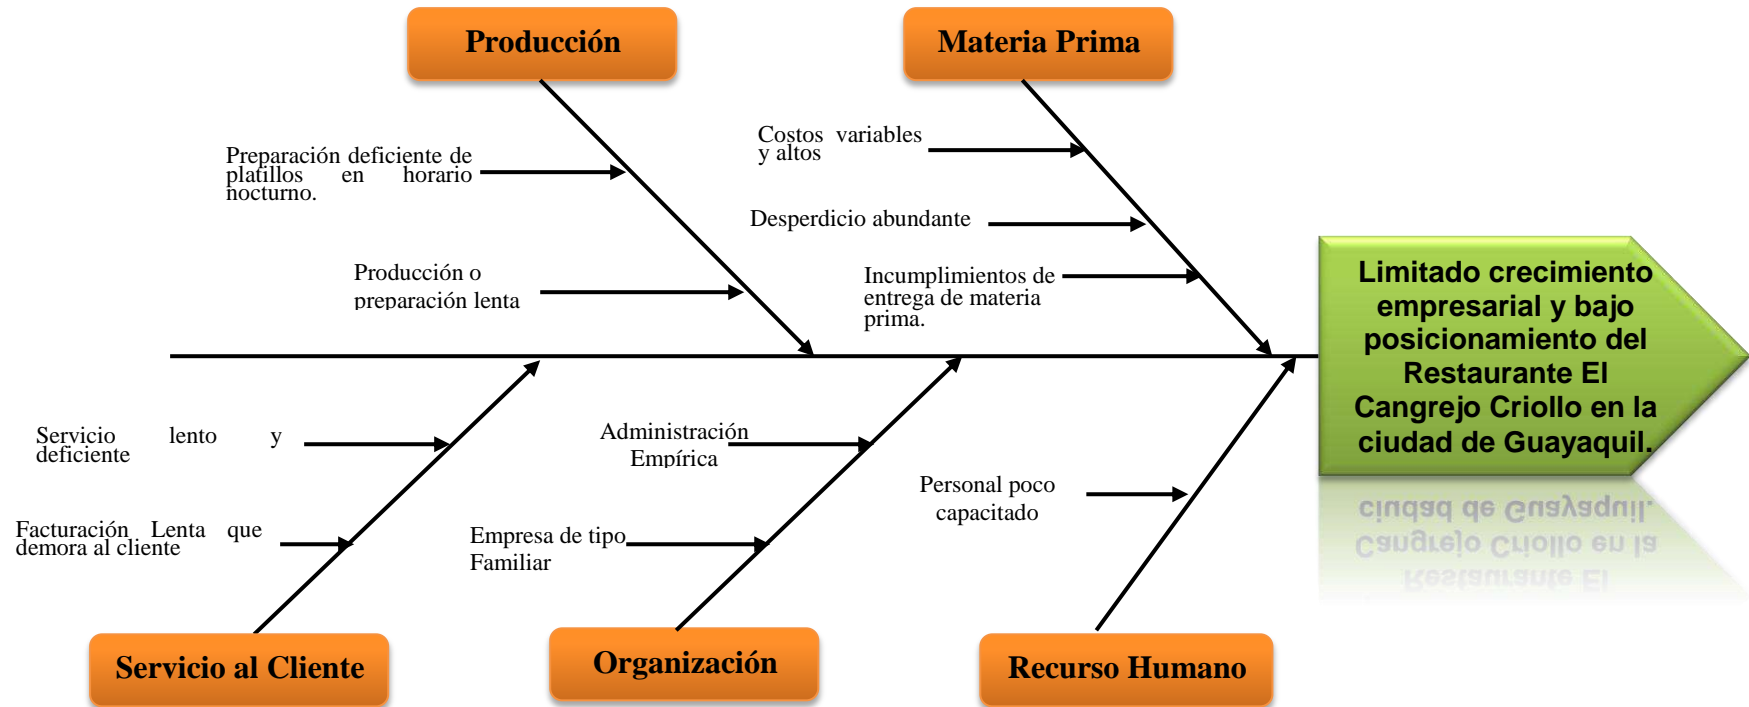 Producción
Materia Prima
Costos variables
y altos
Preparación deficiente de
platillos en horario
nocturno.
Desperdicio abundante
Producción o
preparación lenta
Incumplimientos de
entrega de materia
prima.
Limitado crecimiento
empresarial y bajo
posicionamiento del
Restaurante El
Cangrejo Criollo en la
ciudad de Guayaquil.
Servicio lento y
deficiente
Administración
Empírica
Personal poco
capacitado
Facturación Lenta que
demora al cliente
Empresa de tipo
Familiar
Servicio al Cliente
Organización
Recurso Humano